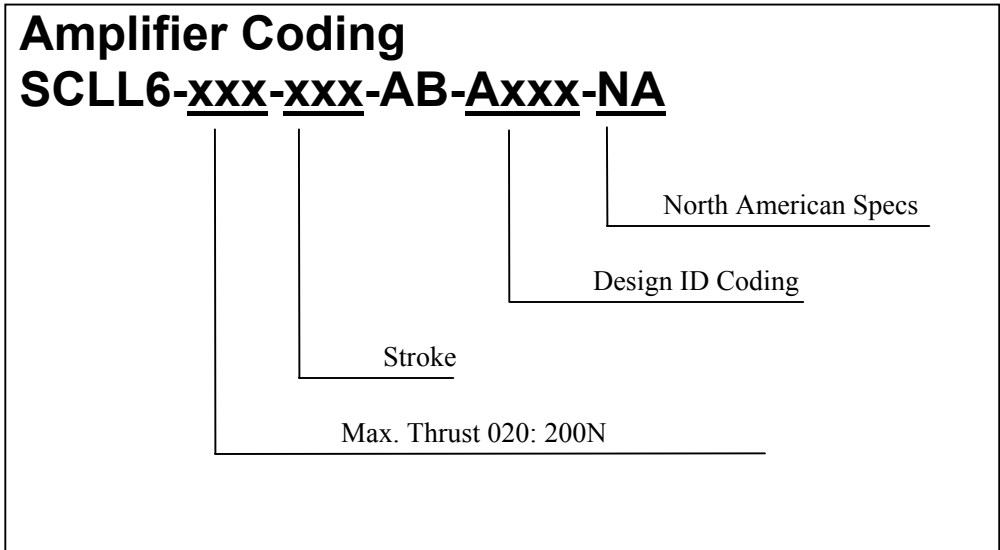 Amplifier Coding
SCLL6-xxx-xxx-AB-Axxx-NA
North American Specs
Design ID Coding
Stroke
Max. Thrust 020: 200N